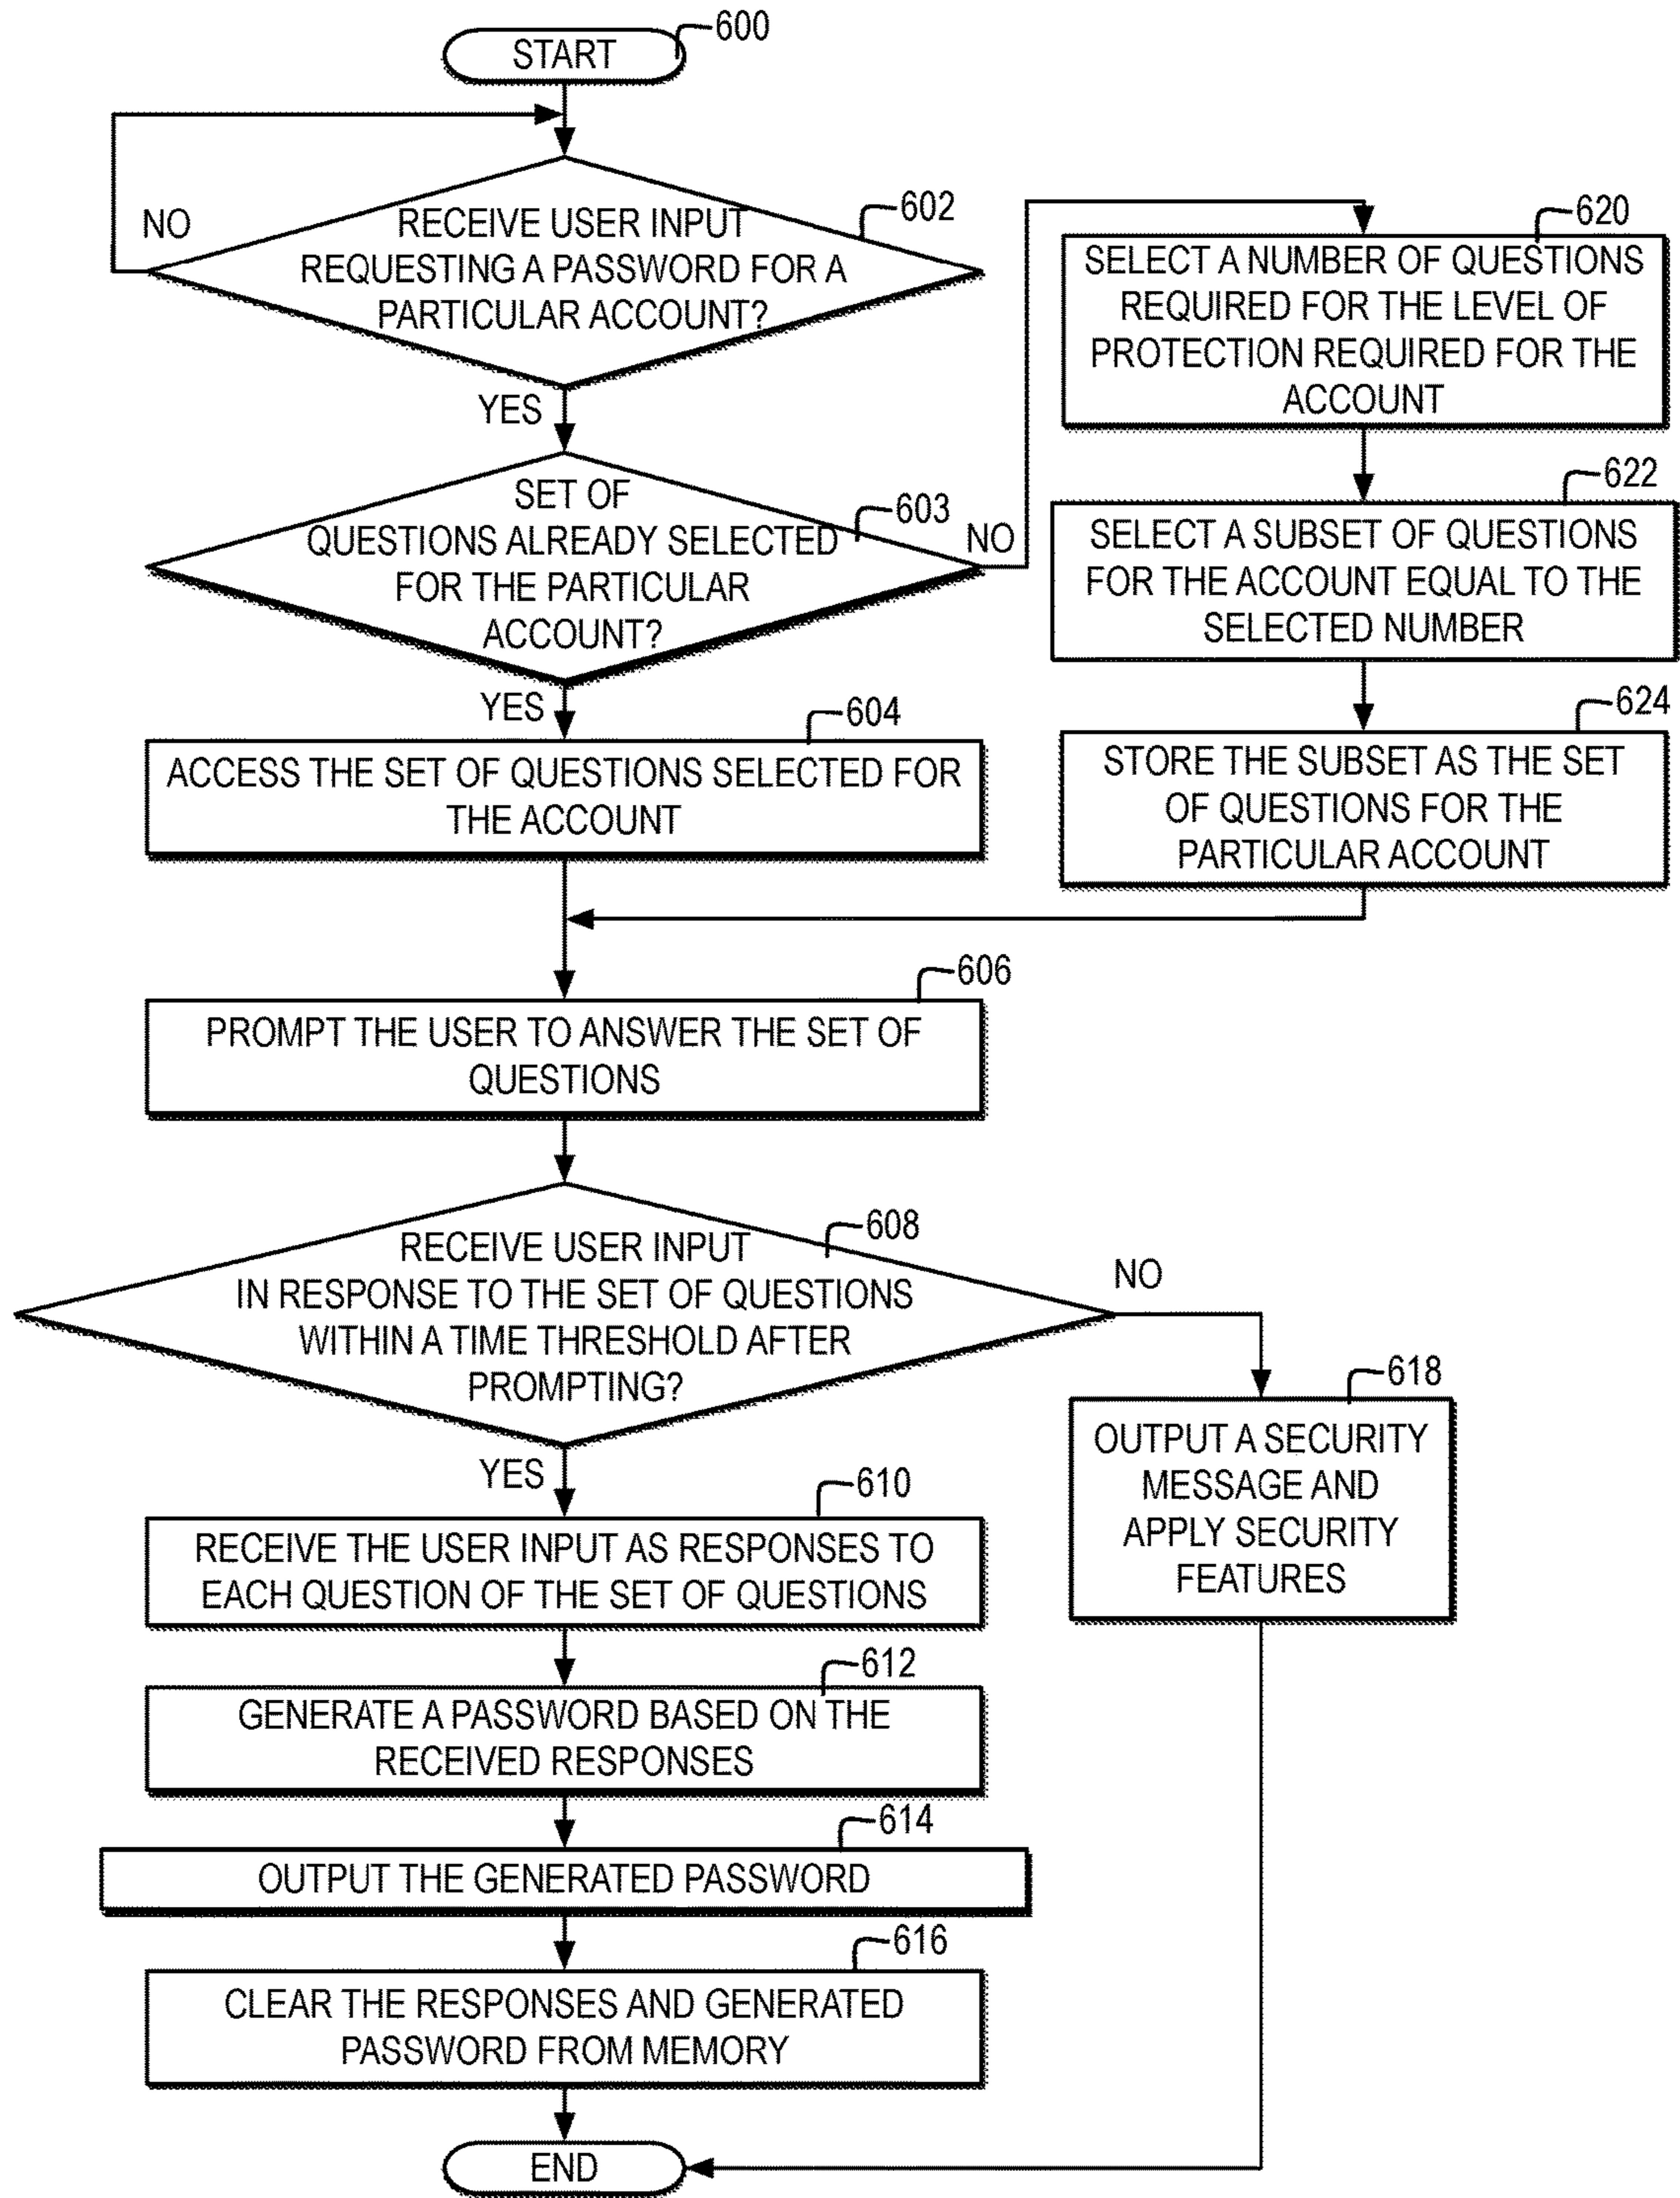 START
600
NO
602
RECEIVE USER INPUT
REQUESTING A PASSWORD FOR A
PARTICULAR ACCOUNT?
YES
603
SET OF
QUESTIONS ALREADY SELECTED
FOR THE PARTICULAR
ACCOUNT?
NO
YES
620
SELECT A NUMBER OF QUESTIONS
REQUIRED FOR THE LEVEL OF
PROTECTION REQUIRED FOR THE
ACCOUNT
622
SELECT A SUBSET OF QUESTIONS
FOR THE ACCOUNT EQUAL TO THE
SELECTED NUMBER
624
STORE THE SUBSET AS THE SET
OF QUESTIONS FOR THE
PARTICULAR ACCOUNT
604
ACCESS THE SET OF QUESTIONS SELECTED FOR
THE ACCOUNT
606
PROMPT THE USER TO ANSWER THE SET OF
QUESTIONS
608
RECEIVE USER INPUT
IN RESPONSE TO THE SET OF QUESTIONS
WITHIN A TIME THRESHOLD AFTER
PROMPTING?
NO
YES
618
OUTPUT A SECURITY
MESSAGE AND
APPLY SECURITY
FEATURES
610
RECEIVE THE USER INPUT AS RESPONSES TO
EACH QUESTION OF THE SET OF QUESTIONS
612
GENERATE A PASSWORD BASED ON THE
RECEIVED RESPONSES
614
OUTPUT THE GENERATED PASSWORD
616
CLEAR THE RESPONSES AND GENERATED
PASSWORD FROM MEMORY
END